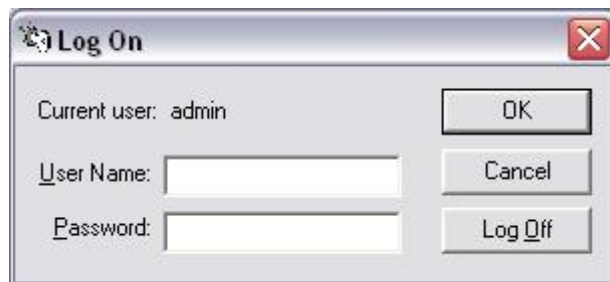 Log On
Current user: admin
OK
User Name:
Cancel
Password:
Log Off